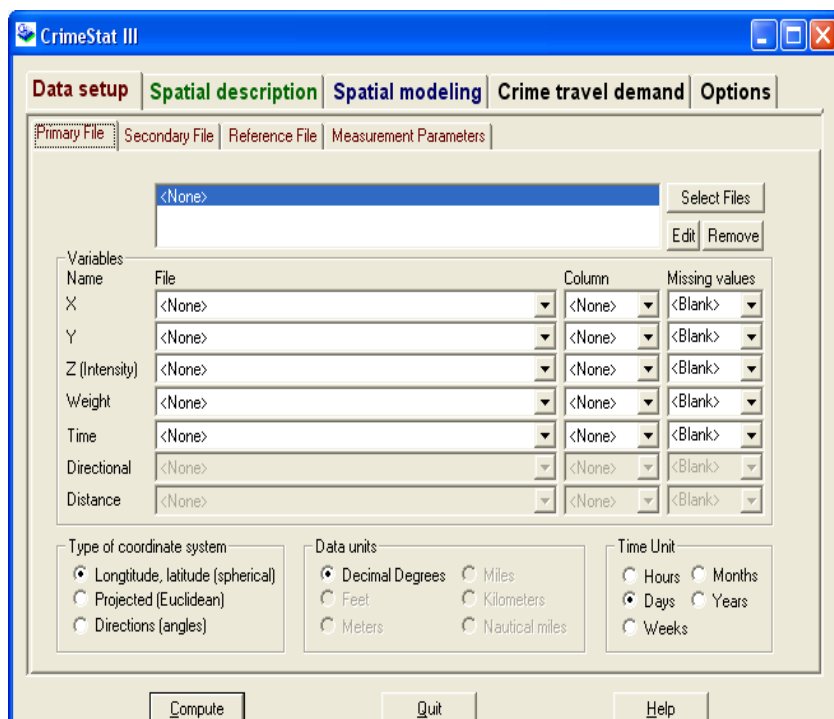 CrimeStat III
Data setup Spatial description Spatial modeling Crime travel demand Options
Primary File Secondary File Reference File Measurement Parameters
<None> Select Files
Edit Remove
Variables
Name File Column Missing values
X <None> <None> <Blank>
Y <None> <None> <Blank>
Z (Intensity) <None> <None> <Blank>
Weight <None> <None> <Blank>
Time <None> <None> <Blank>
Directional <None> <None> <Blank>
Distance <None> <None> <Blank>
Type of coordinate system Data units Time Unit
Longtitude, latitude (spherical) Decimal Degrees Miles Hours Months
Projected (Euclidean) Feet Kilometers Days Years
Directions (angles) Meters Nautical miles Weeks
Compute Quit Help